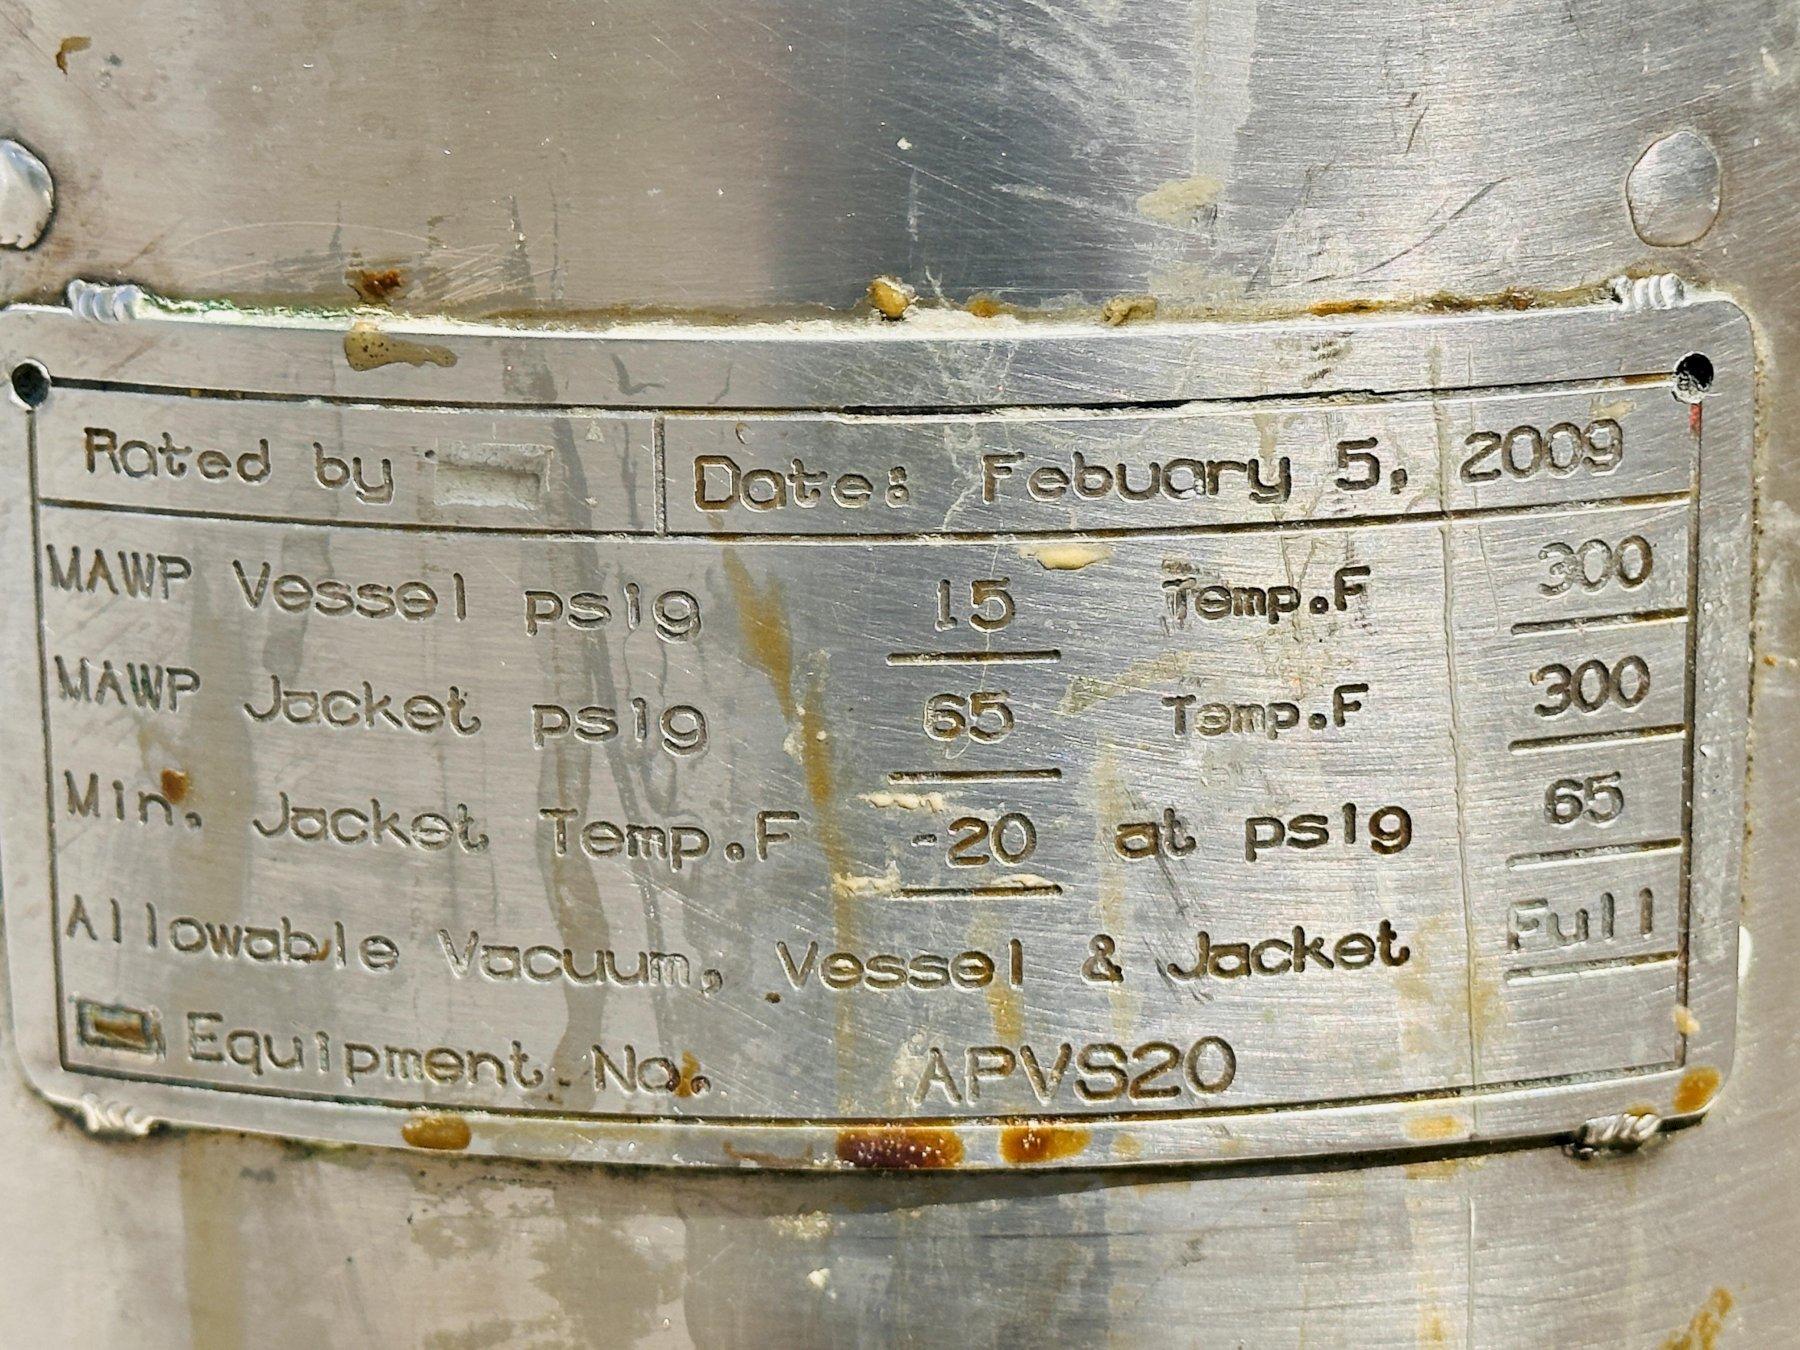 Rated by Date: Febuary 5, 2009
MAWP Vessel psig 15 Temp.F 300
MAWP Jacket psig 65 Temp.F 300
Min. Jacket Temp.F -20 at psig 65
Allowable Vacuum, Vessel & Jacket Full
Equipment No. APVS20